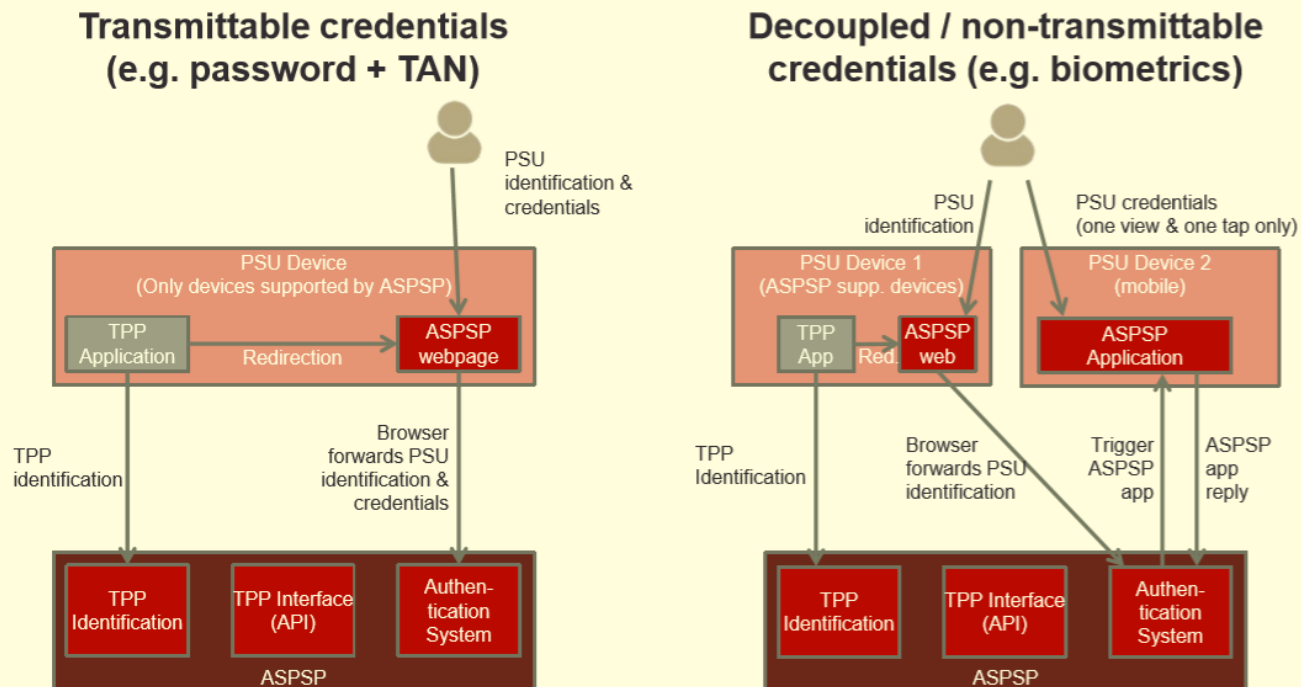 Transmittable credentials
(e.g. password + TAN)
PSU
identification &
credentials
PSU Device
(Only devices supported by ASPSP)
TPP
Application
Redirection
ASPSP
webpage
TPP
identification
Browser
forwards PSU
identification &
credentials
TPP
Identification
TPP Interface
(API)
Authen-
tication
System
ASPSP
Decoupled / non-transmittable
credentials (e.g. biometrics)
PSU
identification
PSU credentials
(one view & one tap only)
PSU Device 1
(ASPSP supp. devices)
TPP
App
Red.
ASPSP
web
PSU Device 2
(mobile)
ASPSP
Application
TPP
Identification
Browser
forwards PSU
identification
Trigger
ASPSP
app
ASPSP
app
reply
TPP
Identification
TPP Interface
(API)
Authen-
tication
System
ASPSP